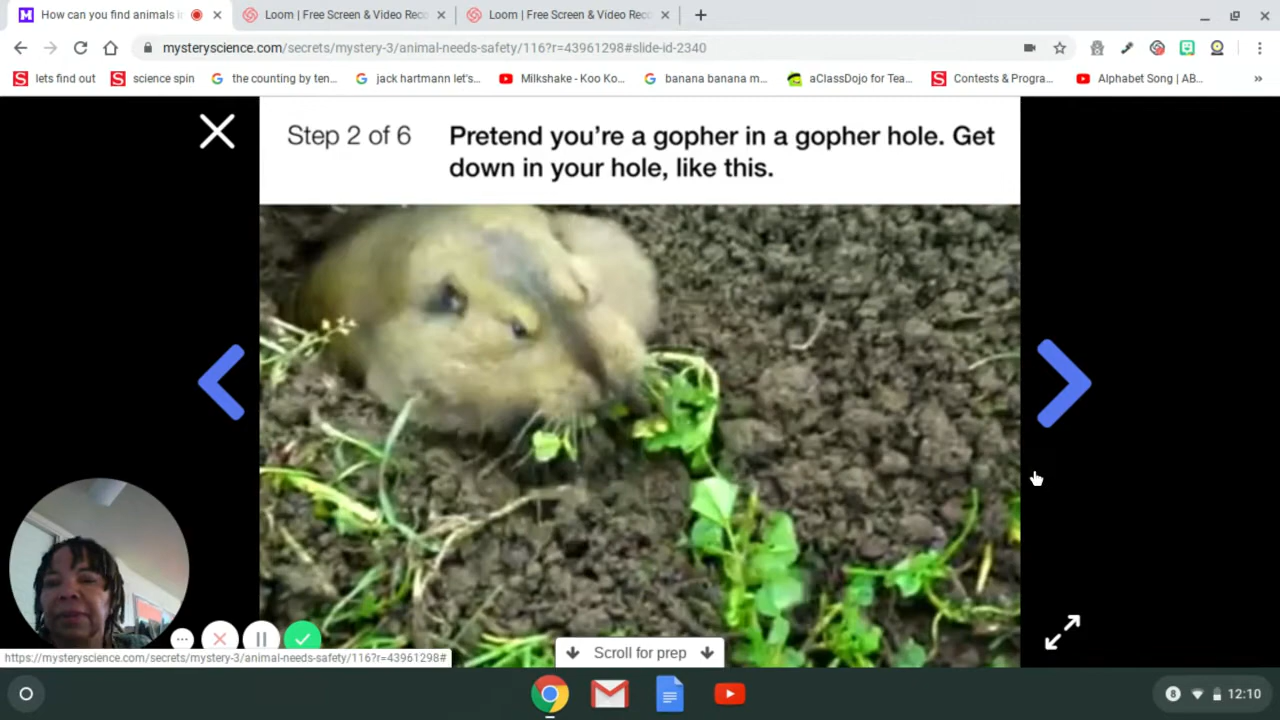 How can you find animals i
Loom | Free Screen & Video Reco
Loom | Free Screen & Video Reco
mysteryscience.com/secrets/mystery-3/animal-needs-safety/116?r=43961298#slide-id-2340
lets find out
science spin
the counting by ten...
jack hartmann let's...
Milkshake - Koo Ko...
banana banana m...
aClassDojo for Tea...
Contests & Progra...
Alphabet Song | AB...
Step 2 of 6
Pretend you're a gopher in a gopher hole. Get
down in your hole, like this.
Scroll for prep
https://mysteryscience.com/secrets/mystery-3/animal-needs-safety/116?r=43961298#
8 12:10